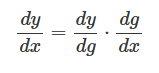 dy/dx = dy/dg · dg/dx